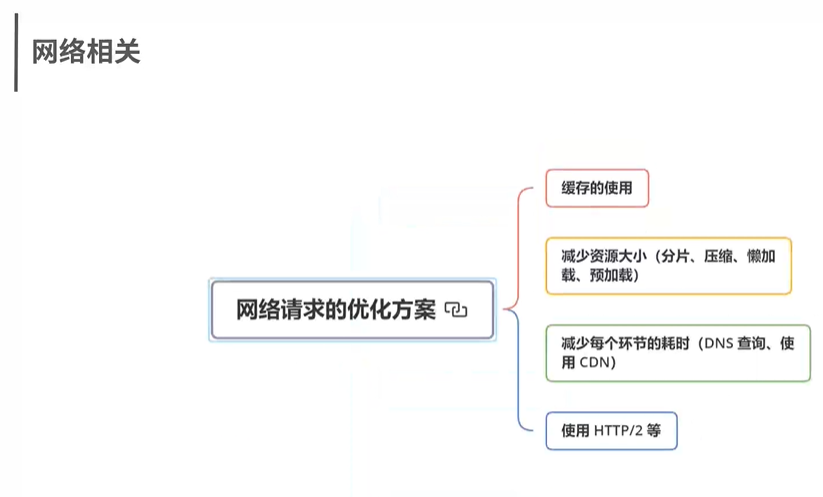 网络相关
网络请求的优化方案
缓存的使用
减少资源大小（分片、压缩、懒加
载、预加载）
减少每个环节的耗时（DNS 查询、使
用 CDN）
使用 HTTP/2 等